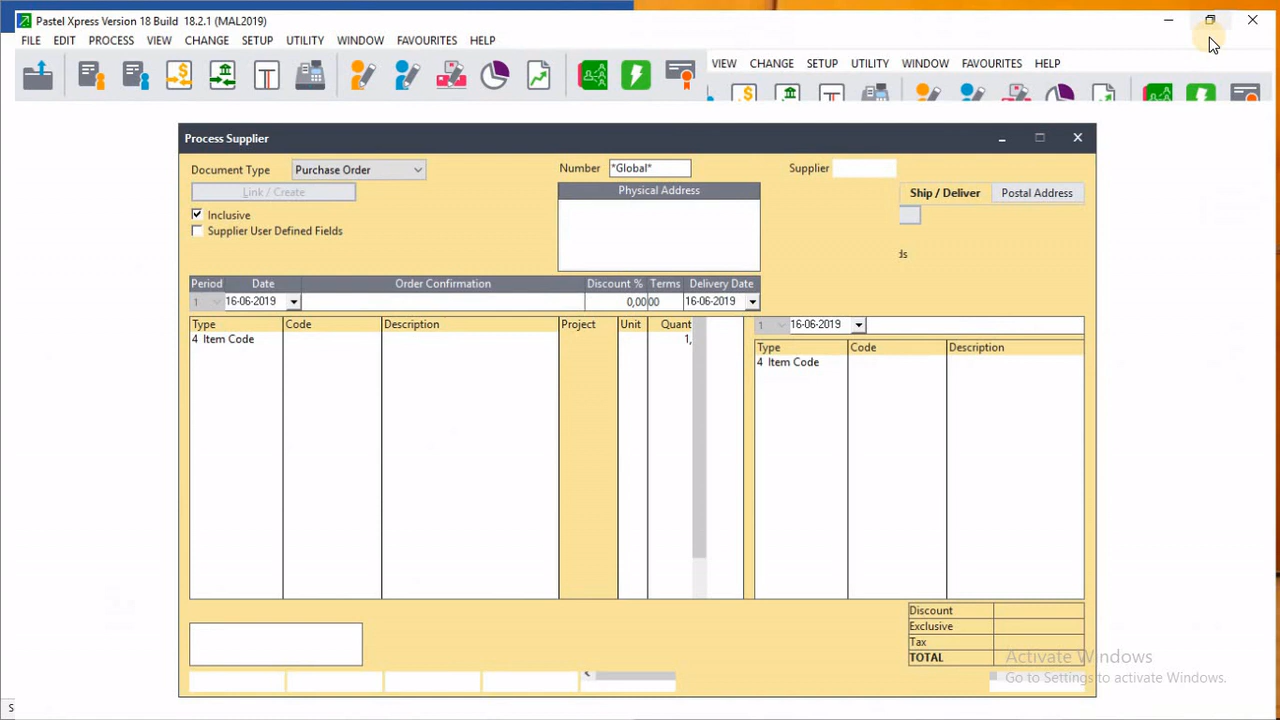 Pastel Xpress Version 18 Build 18.2.1 (MAL2019)
FILE EDIT PROCESS VIEW CHANGE SETUP UTILITY WINDOW FAVOURITES HELP
VIEW CHANGE SETUP UTILITY WINDOW FAVOURITES HELP
Process Supplier
Document Type Purchase Order Number *Global* Supplier
Link / Create Physical Address Ship / Deliver Postal Address
Inclusive
Supplier User Defined Fields
ds
Period Date Order Confirmation Discount % Terms Delivery Date
1 16-06-2019 0,00 00 16-06-2019
Type Code Description Project Unit Quant
4 Item Code 1,
1 16-06-2019
Type Code Description
4 Item Code
Discount
Exclusive
Tax
TOTAL
Activate Windows
Go to Settings to activate Windows.
S